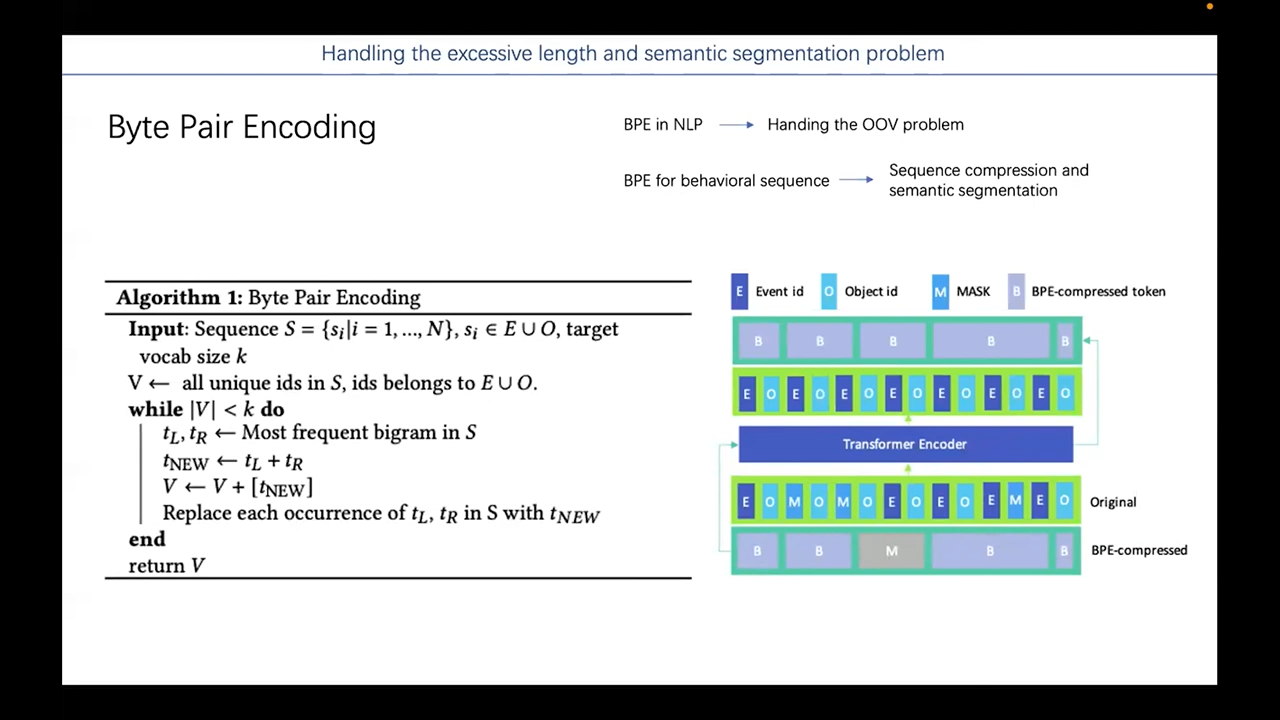 Handling the excessive length and semantic segmentation problem
Byte Pair Encoding
BPE in NLP
Handing the OOV problem
BPE for behavioral sequence
Sequence compression and
semantic segmentation
Algorithm 1: Byte Pair Encoding
Input: Sequence S = {s_i|i = 1, ..., N}, s_i ∈ E ∪ O, target
vocab size k
V ← all unique ids in S, ids belongs to E ∪ O.
while |V| < k do
t_L, t_R ← Most frequent bigram in S
t_NEW ← t_L + t_R
V ← V + [t_NEW]
Replace each occurrence of t_L, t_R in S with t_NEW
end
return V
E Event id O Object id M MASK B BPE-compressed token
B B B B B
E O E O E O E O E O E O E O
Transformer Encoder
E O M O M O E O E O E M E O Original
B B M B B BPE-compressed